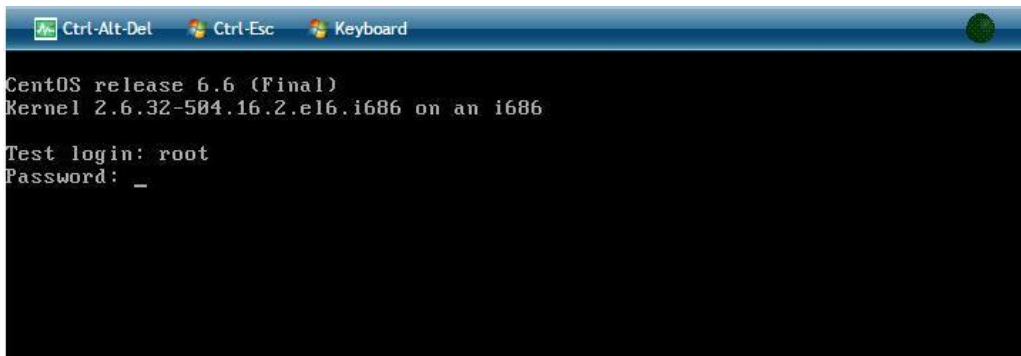 Ctrl-Alt-Del Ctrl-Esc Keyboard
CentOS release 6.6 (Final)
Kernel 2.6.32-504.16.2.el6.i686 on an i686
Test login: root
Password: _